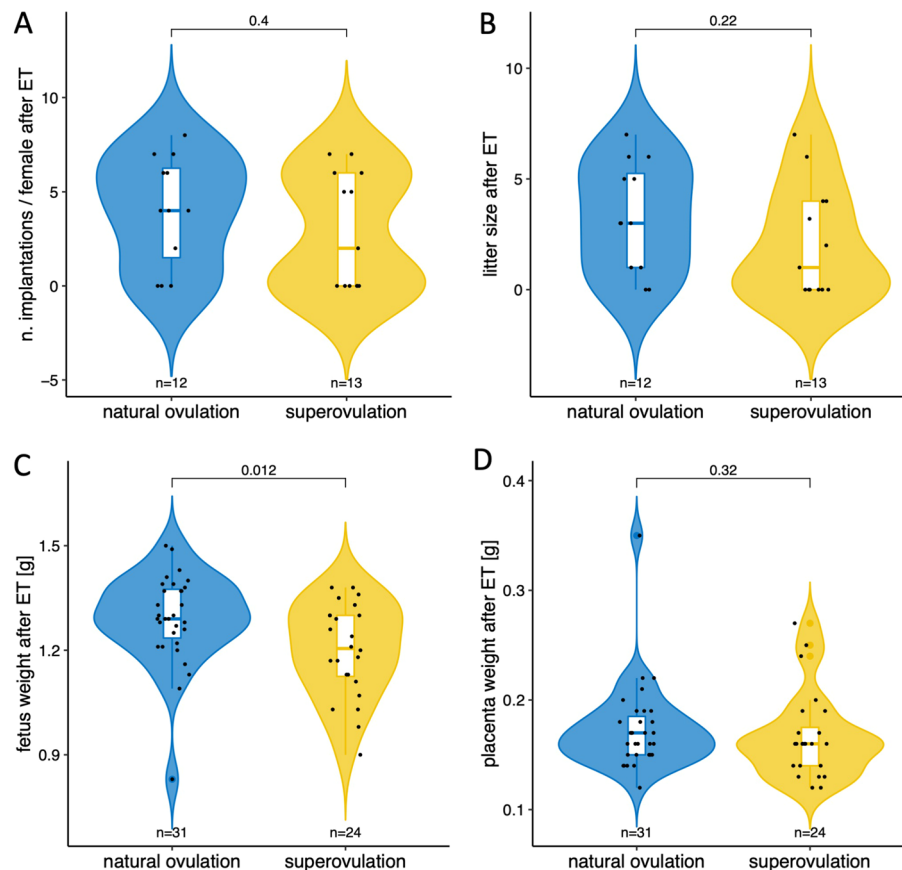 A
0.4
n. implantations / female after ET
10
5
0
−5
n=12
n=13
natural ovulation
superovulation
B
0.22
litter size after ET
10
5
0
n=12
n=13
natural ovulation
superovulation
C
0.012
fetus weight after ET [g]
1.5
1.2
0.9
n=31
n=24
natural ovulation
superovulation
D
0.32
placenta weight after ET [g]
0.4
0.3
0.2
0.1
n=31
n=24
natural ovulation
superovulation